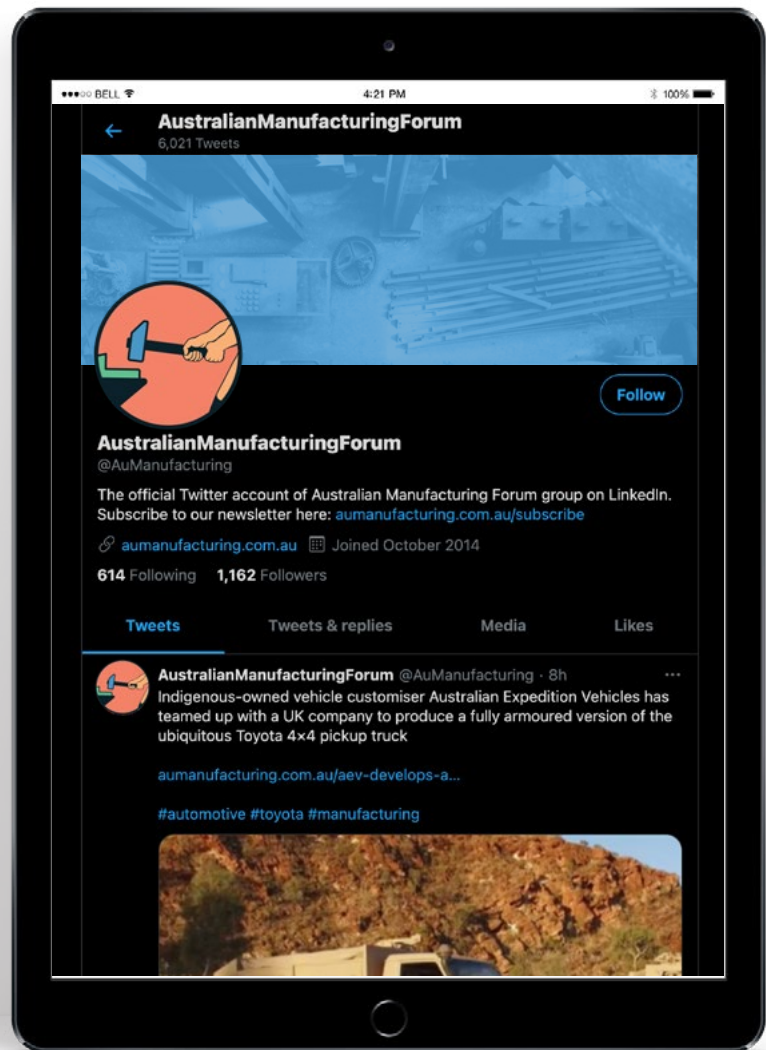 BELL 4:21 PM 100%
AustralianManufacturingForum
6,021 Tweets
Follow
AustralianManufacturingForum
@AuManufacturing
The official Twitter account of Australian Manufacturing Forum group on LinkedIn.
Subscribe to our newsletter here: aumanufacturing.com.au/subscribe
aumanufacturing.com.au Joined October 2014
614 Following 1,162 Followers
Tweets Tweets & replies Media Likes
AustralianManufacturingForum @AuManufacturing · 8h ...
Indigenous-owned vehicle customiser Australian Expedition Vehicles has
teamed up with a UK company to produce a fully armoured version of the
ubiquitous Toyota 4×4 pickup truck
aumanufacturing.com.au/aev-develops-a...
#automotive #toyota #manufacturing